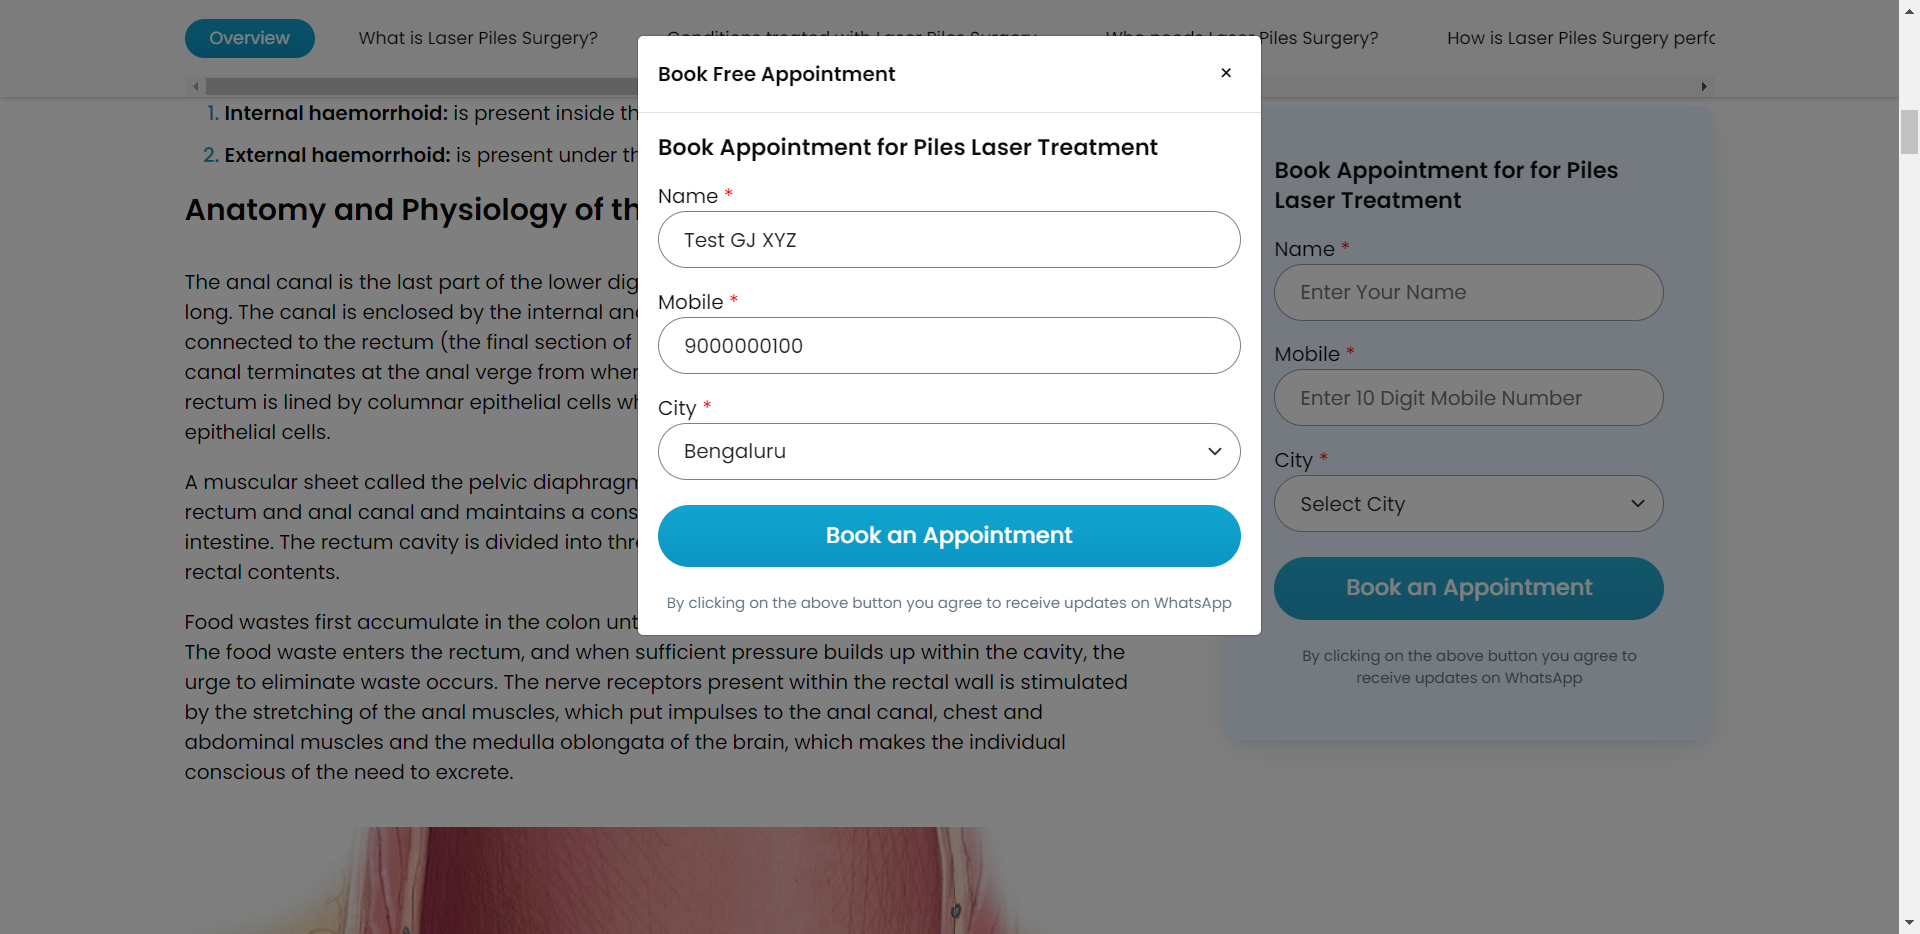 Overview
What is Laser Piles Surgery?
Conditions treated with Laser Piles Surgery
Who needs Laser Piles Surgery?
How is Laser Piles Surgery perfo
1. Internal haemorrhoid: is present inside th
2. External haemorrhoid: is present under th
Anatomy and Physiology of th
The anal canal is the last part of the lower dig
long. The canal is enclosed by the internal an
connected to the rectum (the final section of
canal terminates at the anal verge from wher
rectum is lined by columnar epithelial cells wh
epithelial cells.
A muscular sheet called the pelvic diaphragm
rectum and anal canal and maintains a cons
intestine. The rectum cavity is divided into thre
rectal contents.
Food wastes first accumulate in the colon unt
The food waste enters the rectum, and when sufficient pressure builds up within the cavity, the
urge to eliminate waste occurs. The nerve receptors present within the rectal wall is stimulated
by the stretching of the anal muscles, which put impulses to the anal canal, chest and
abdominal muscles and the medulla oblongata of the brain, which makes the individual
conscious of the need to excrete.
Book Free Appointment
×
Book Appointment for Piles Laser Treatment
Name *
Test GJ XYZ
Mobile *
9000000100
City *
Bengaluru
Book an Appointment
By clicking on the above button you agree to receive updates on WhatsApp
Book Appointment for for Piles
Laser Treatment
Name *
Enter Your Name
Mobile *
Enter 10 Digit Mobile Number
City *
Select City
Book an Appointment
By clicking on the above button you agree to
receive updates on WhatsApp